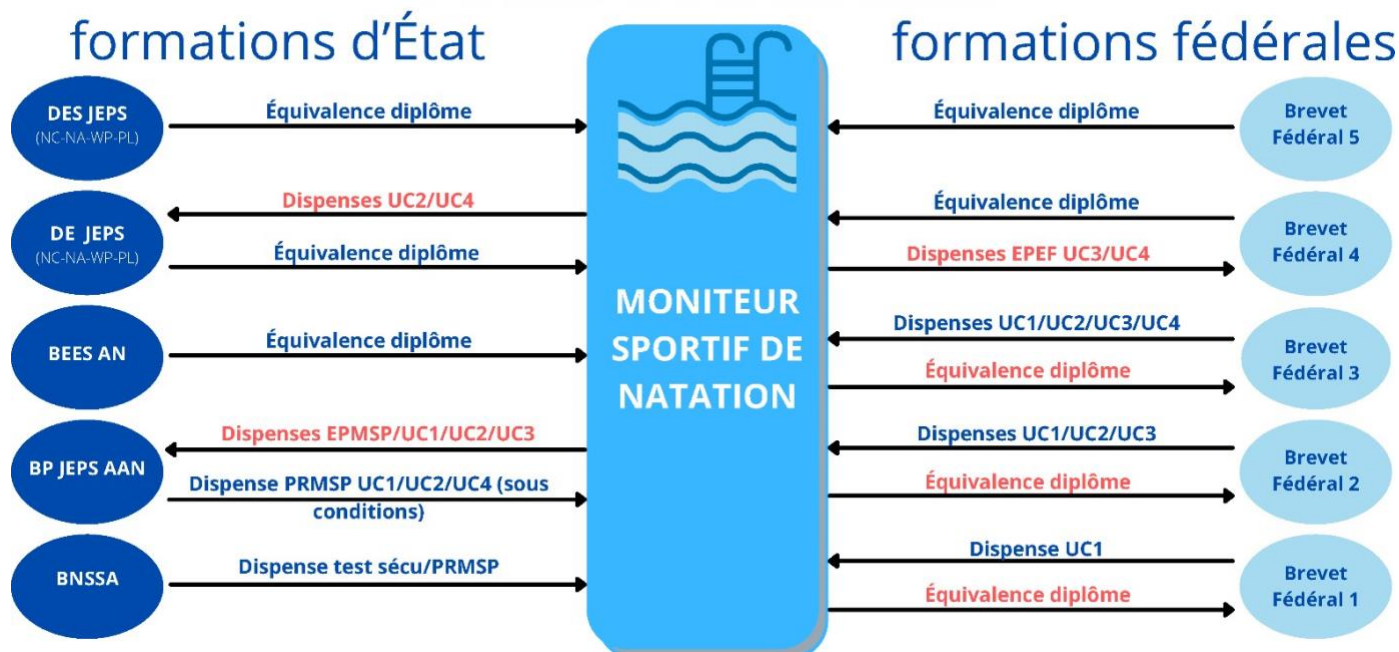 formations d'État
formations fédérales
DES JEPS
(NC-NA-WP-PL)
Équivalence diplôme
Équivalence diplôme
Brevet
Fédéral 5
DE JEPS
(NC-NA-WP-PL)
Dispenses UC2/UC4
Équivalence diplôme
Équivalence diplôme
Dispenses EPEF UC3/UC4
Brevet
Fédéral 4
MONITEUR
SPORTIF DE
NATATION
BEES AN
Équivalence diplôme
Dispenses UC1/UC2/UC3/UC4
Équivalence diplôme
Brevet
Fédéral 3
BP JEPS AAN
Dispenses EPMSP/UC1/UC2/UC3
Dispense PRMSP UC1/UC2/UC4 (sous
conditions)
Dispenses UC1/UC2/UC3
Équivalence diplôme
Brevet
Fédéral 2
BNSSA
Dispense test sécu/PRMSP
Dispense UC1
Équivalence diplôme
Brevet
Fédéral 1